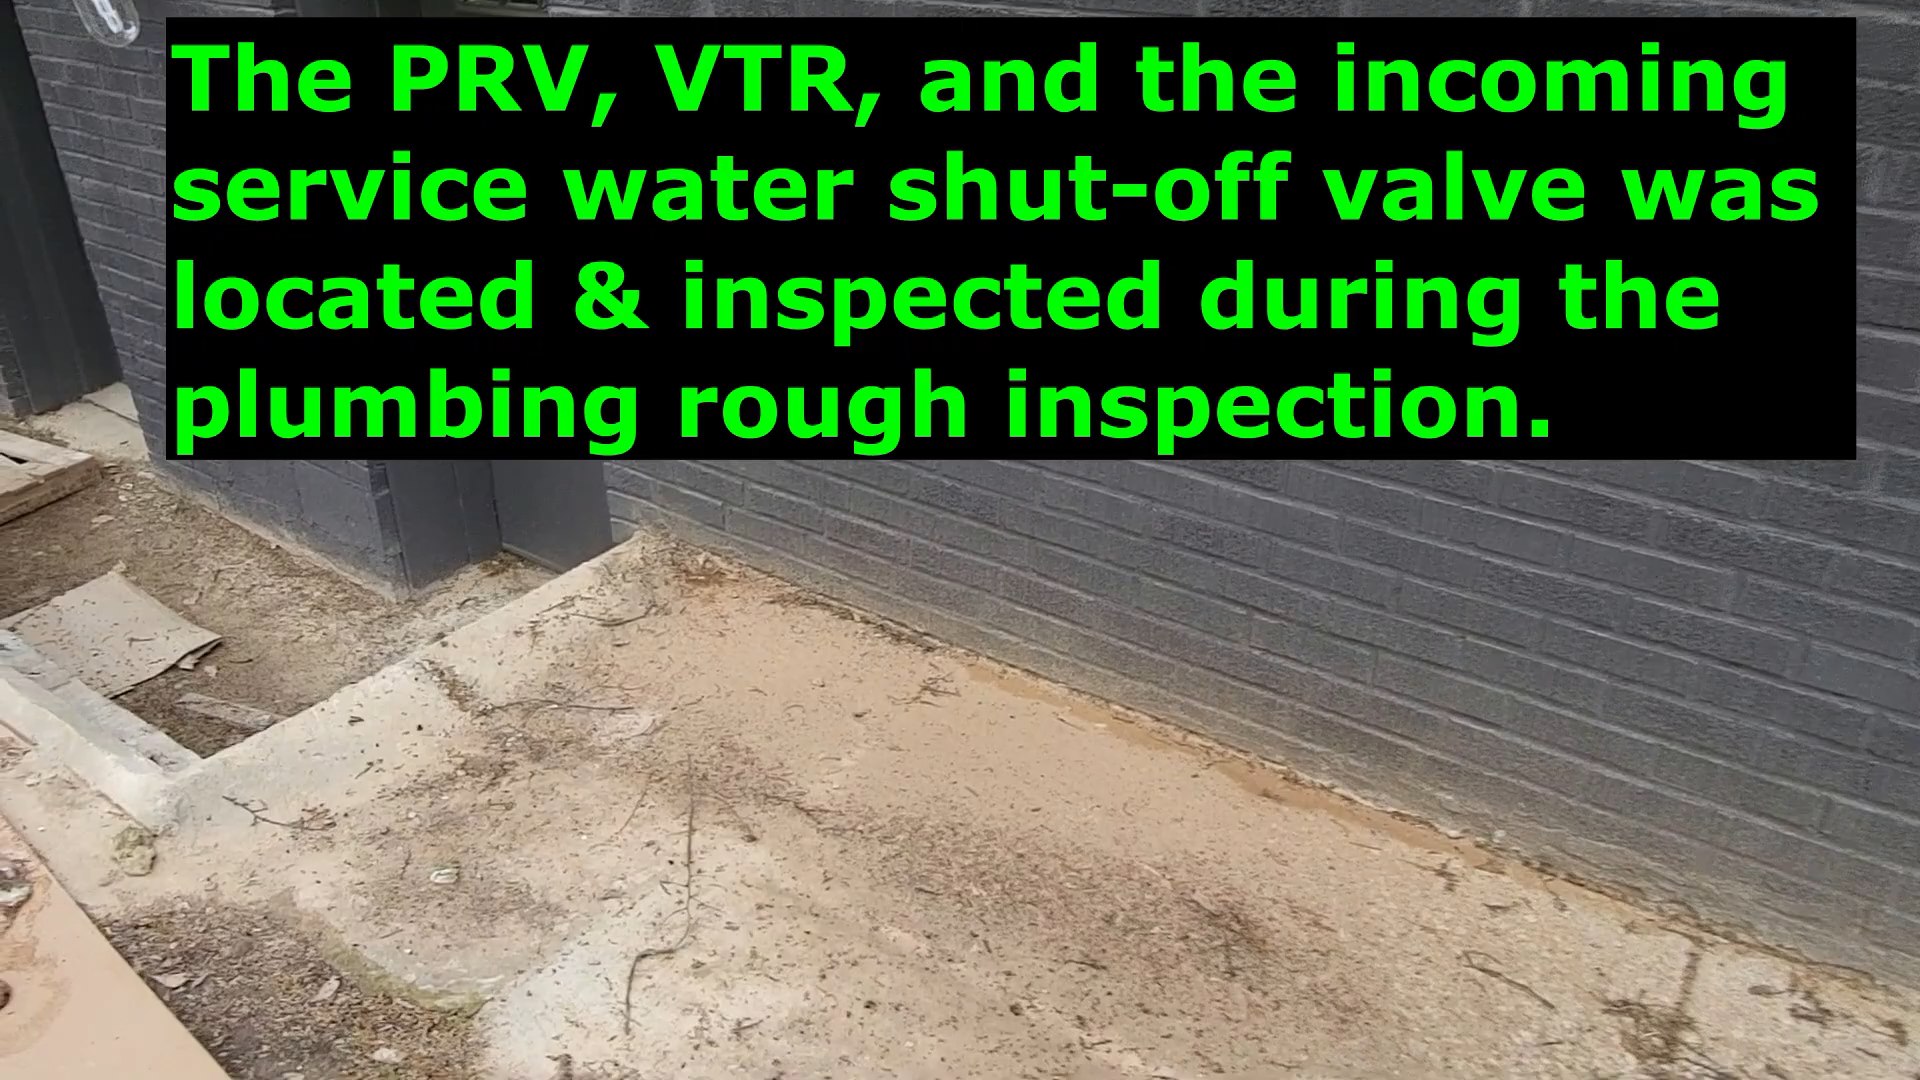 The PRV, VTR, and the incoming
service water shut-off valve was
located & inspected during the
plumbing rough inspection.